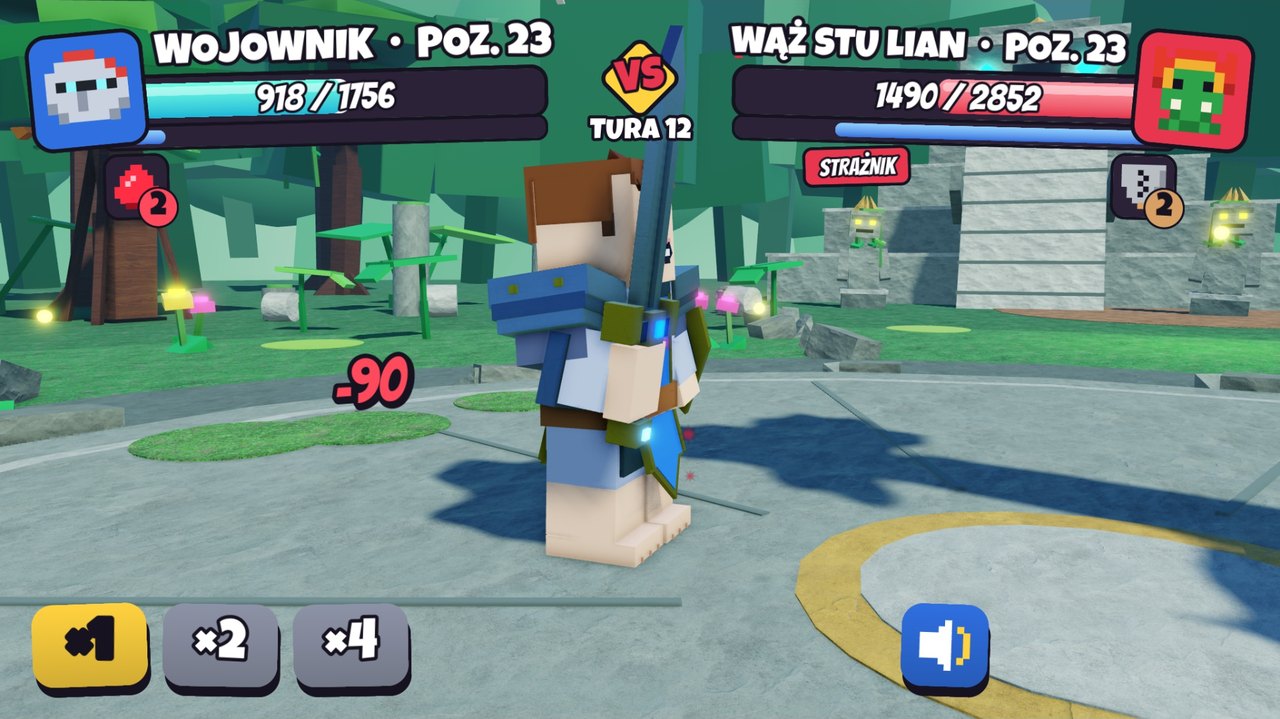 WOJOWNIK • POZ. 23
918 / 1756
2
VS
TURA 12
WĄŻ STU LIAN • POZ. 23
1490 / 2852
STRAŻNIK
2
-90
×1
×2
×4